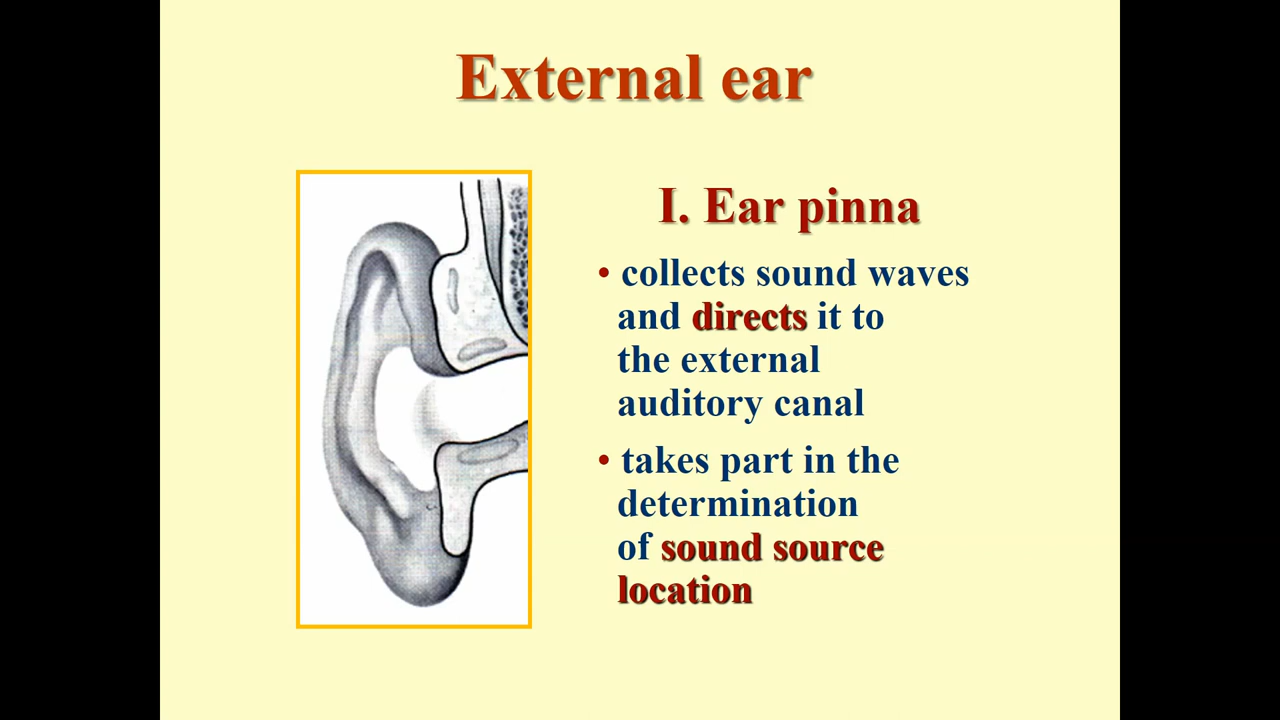 External ear
I. Ear pinna
• collects sound waves
and directs it to
the external
auditory canal
• takes part in the
determination
of sound source
location